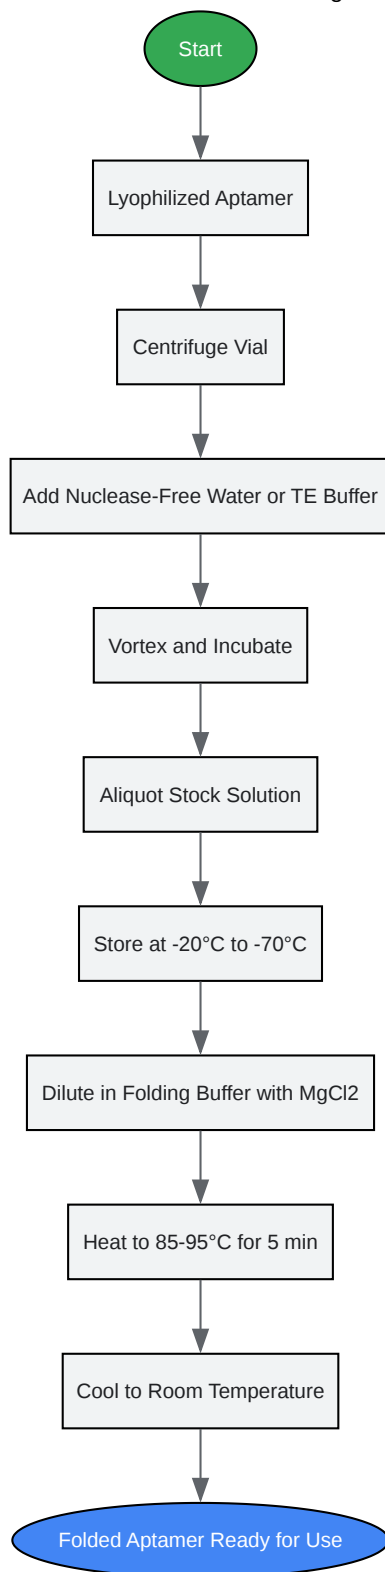 Start
Lyophilized Aptamer
Centrifuge Vial
Add Nuclease-Free Water or TE Buffer
Vortex and Incubate
Aliquot Stock Solution
Store at -20°C to -70°C
Dilute in Folding Buffer with MgCl2
Heat to 85-95°C for 5 min
Cool to Room Temperature
Folded Aptamer Ready for Use